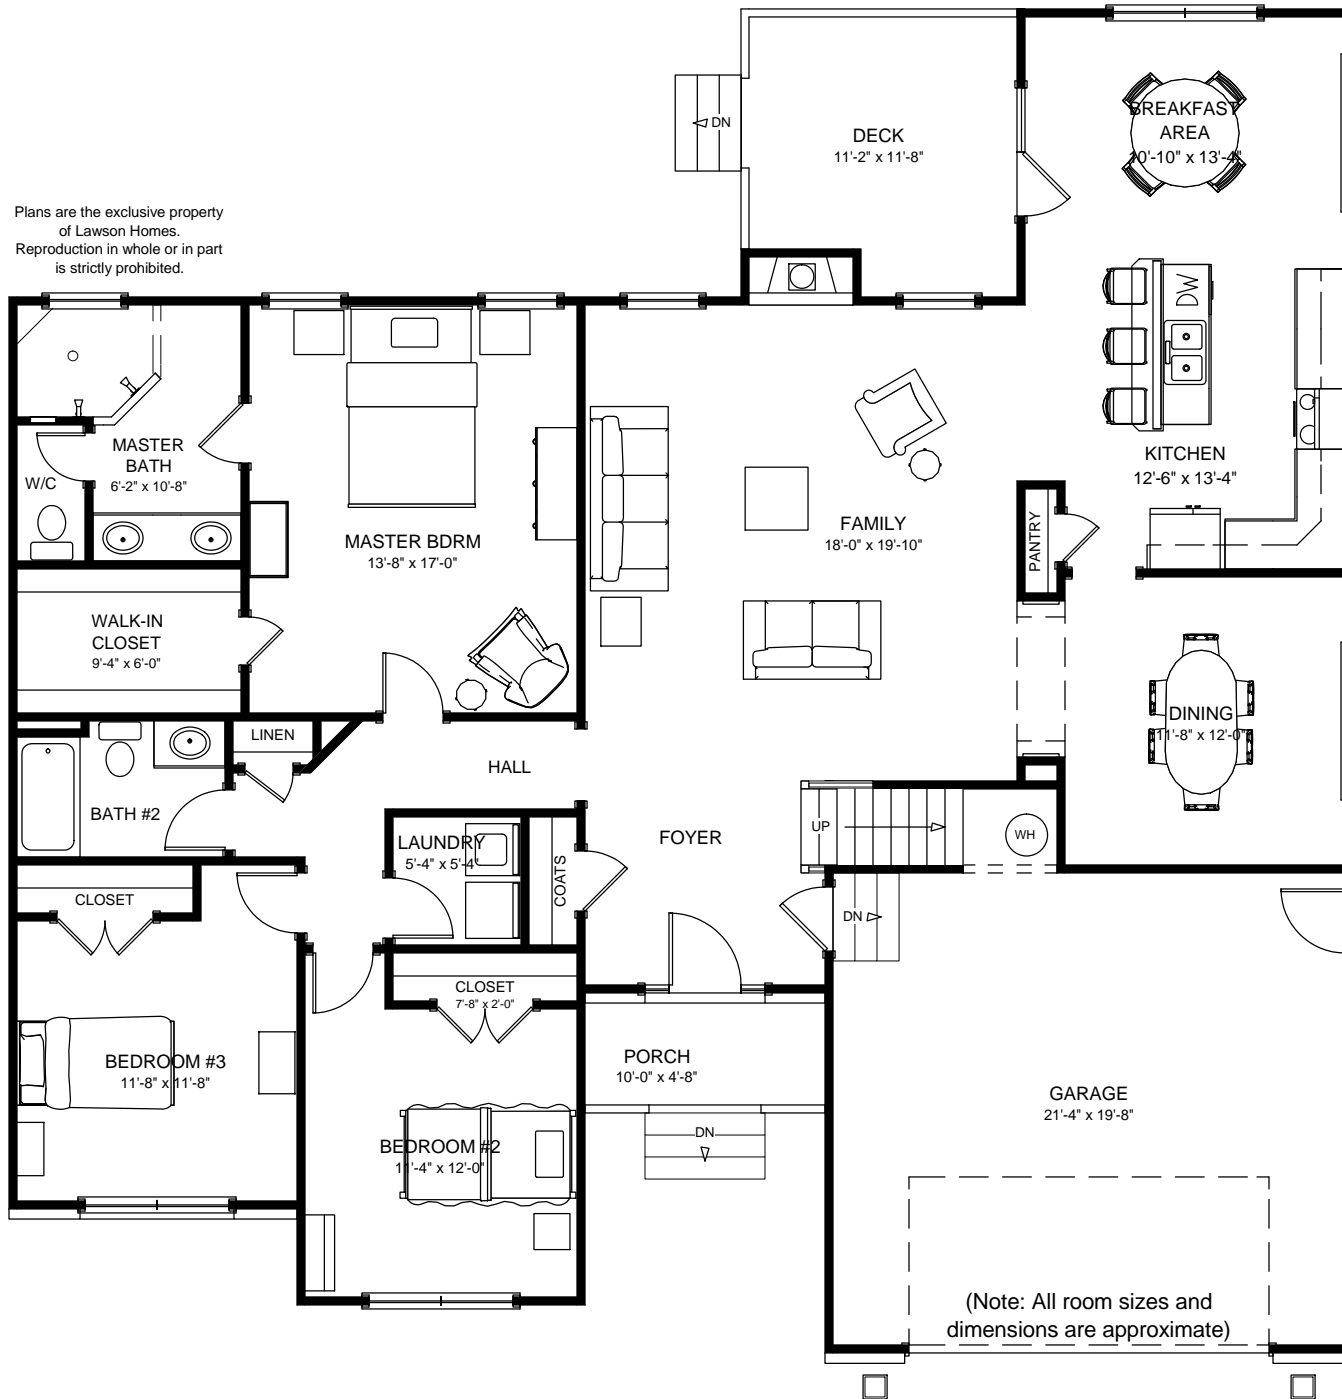 Plans are the exclusive property
of Lawson Homes.
Reproduction in whole or in part
is strictly prohibited.
DN
DECK
11'-2" x 11'-8"
BREAKFAST
AREA
10'-10" x 13'-4"
DW
KITCHEN
12'-6" x 13'-4"
MASTER
BATH
6'-2" x 10'-8"
W/C
MASTER BDRM
13'-8" x 17'-0"
FAMILY
18'-0" x 19'-10"
PANTRY
WALK-IN
CLOSET
9'-4" x 6'-0"
DINING
11'-8" x 12'-0"
LINEN
HALL
BATH #2
LAUNDRY
5'-4" x 5'-4"
COATS
FOYER
UP
WH
CLOSET
DN
CLOSET
7'-8" x 2'-0"
BEDROOM #3
11'-8" x 11'-8"
PORCH
10'-0" x 4'-8"
DN
BEDROOM #2
11'-4" x 12'-0"
GARAGE
21'-4" x 19'-8"
(Note: All room sizes and
dimensions are approximate)